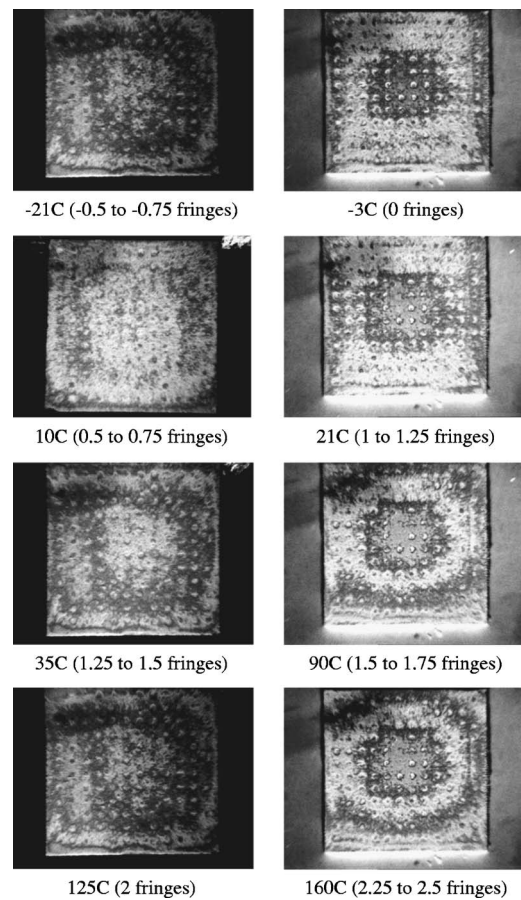 -21C (-0.5 to -0.75 fringes)
-3C (0 fringes)
10C (0.5 to 0.75 fringes)
21C (1 to 1.25 fringes)
35C (1.25 to 1.5 fringes)
90C (1.5 to 1.75 fringes)
125C (2 fringes)
160C (2.25 to 2.5 fringes)